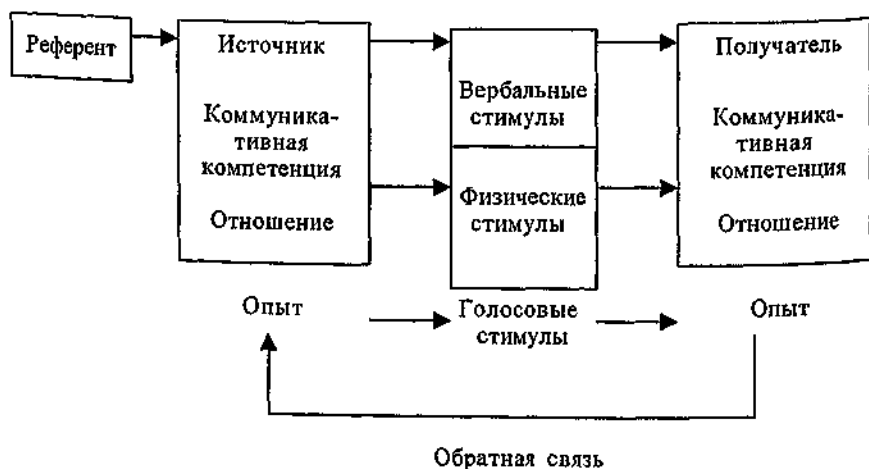 Референт
Источник
Коммуника-
тивная
компетенция
Отношение
Опыт
Вербальные
стимулы
Физические
стимулы
Голосовые
стимулы
Получатель
Коммуника-
тивная
компетенция
Отношение
Опыт
Обратная связь